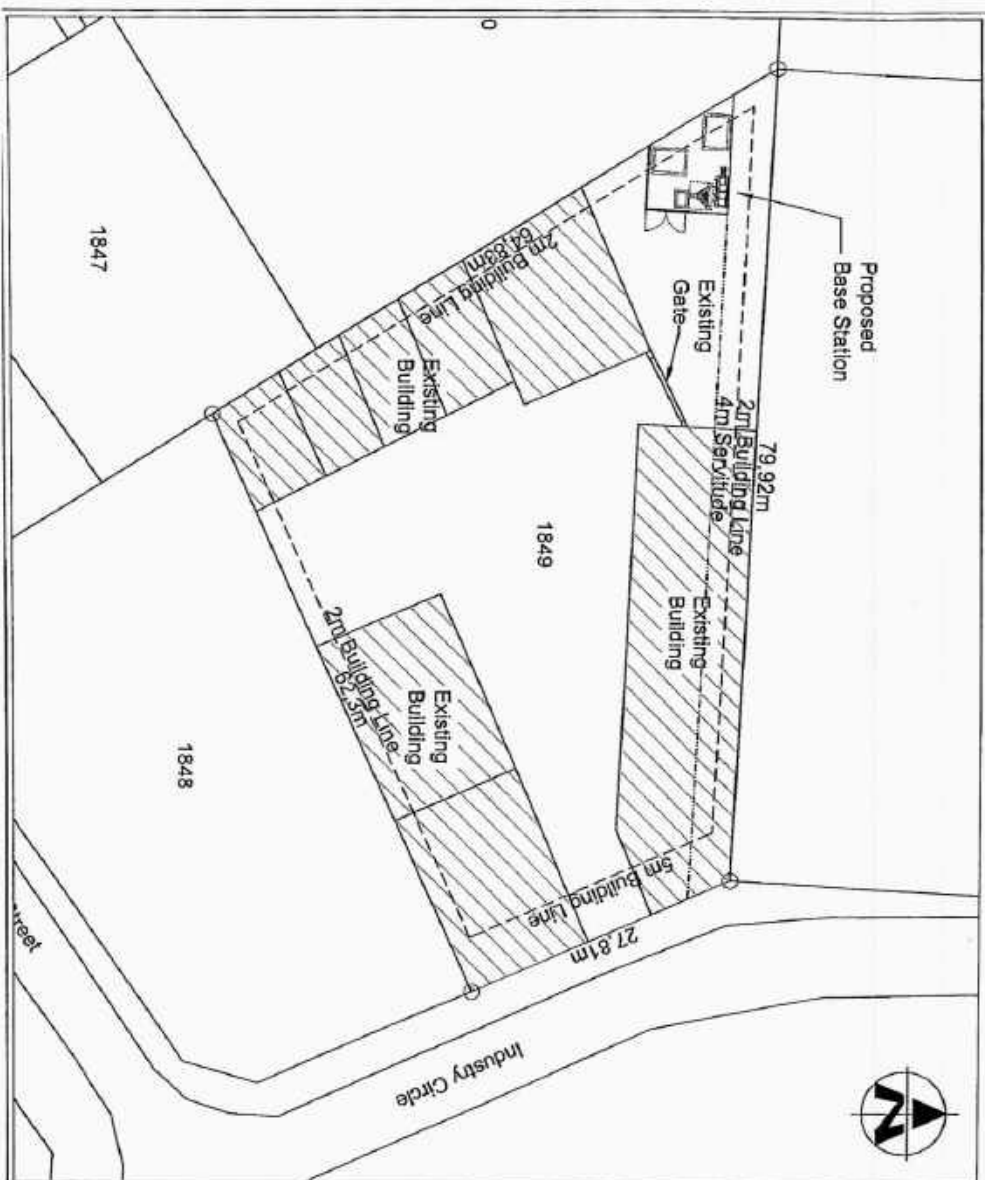 0
Proposed
Base Station
Existing
Gate
79,92m
2m Building Line
4m Servitude
2m Building Line
64,83m
1847
Existing
Building
1849
Existing
Building
2m Building Line
62,3m
Existing
Building
1848
5m Building Line
27,81m
Industry Circle
street
N